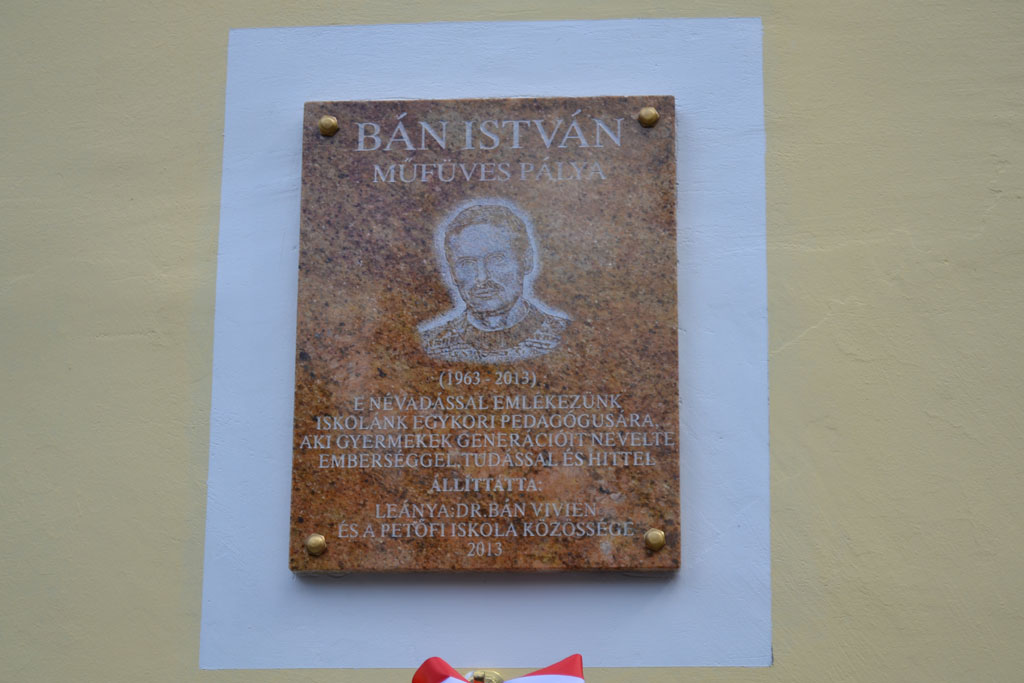 BÁN ISTVÁN
MŰFÜVES PÁLYA
(1963 - 2013)
E NÉVADÁSSAL EMLÉKEZÜNK
ISKOLÁNK EGYKORI PEDAGÓGUSÁRA,
AKI GYERMEKEK GENERÁCIÓIT NEVELTE
EMBERSÉGGEL, TUDÁSSAL ÉS HITTEL
ÁLLÍTTATTA:
LEÁNYA: DR. BÁN VIVIEN
ÉS A PETŐFI ISKOLA KÖZÖSSÉGE
2013